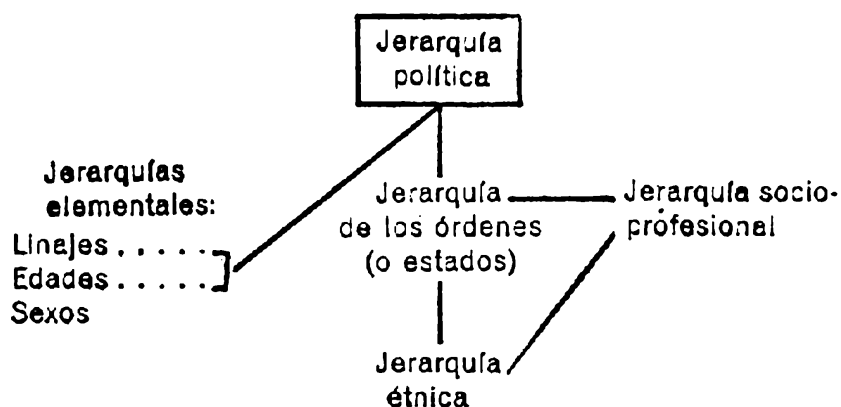 Jerarquía
política
Jerarquías
elementales:
Linajes . . . . .
Edades . . . . .
Sexos
Jerarquía
de los órdenes
(o estados)
Jerarquía socio-
profesional
Jerarquía
étnica